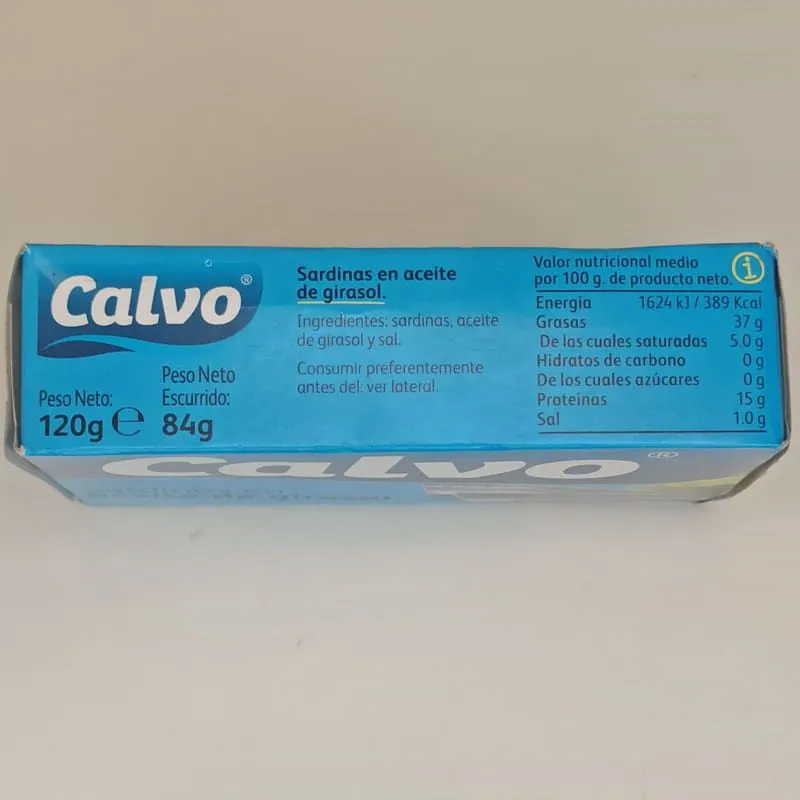 Calvo®
Peso Neto:
120g ℮
Peso Neto
Escurrido:
84g
Sardinas en aceite
de girasol.
Ingredientes: sardinas, aceite
de girasol y sal.
Consumir preferentemente
antes del: ver lateral.
Valor nutricional medio
por 100 g. de producto neto.
i
Energía 1624 kJ / 389 Kcal
Grasas 37 g
De las cuales saturadas 5.0 g
Hidratos de carbono 0 g
De los cuales azúcares 0 g
Proteínas 15 g
Sal 1.0 g
Calvo®